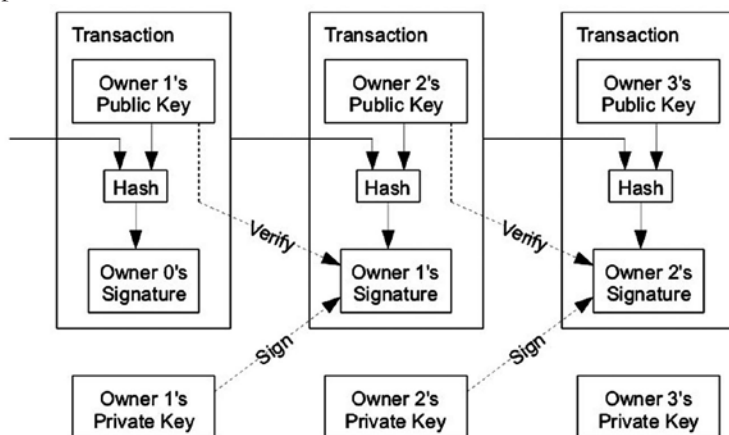 Transaction
Owner 1's
Public Key
Hash
Owner 0's
Signature
Transaction
Owner 2's
Public Key
Hash
Verify
Owner 1's
Signature
Transaction
Owner 3's
Public Key
Hash
Verify
Owner 2's
Signature
Sign
Sign
Owner 1's
Private Key
Owner 2's
Private Key
Owner 3's
Private Key